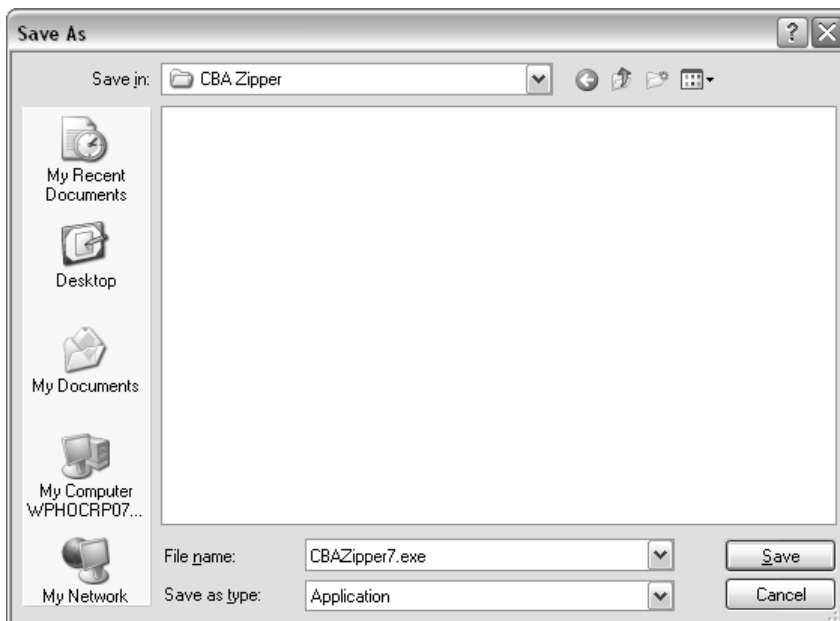 Save As
Save in: CBA Zipper
My Recent
Documents
Desktop
My Documents
My Computer
WPHOCRP07...
My Network
File name: CBAZipper7.exe Save
Save as type: Application Cancel